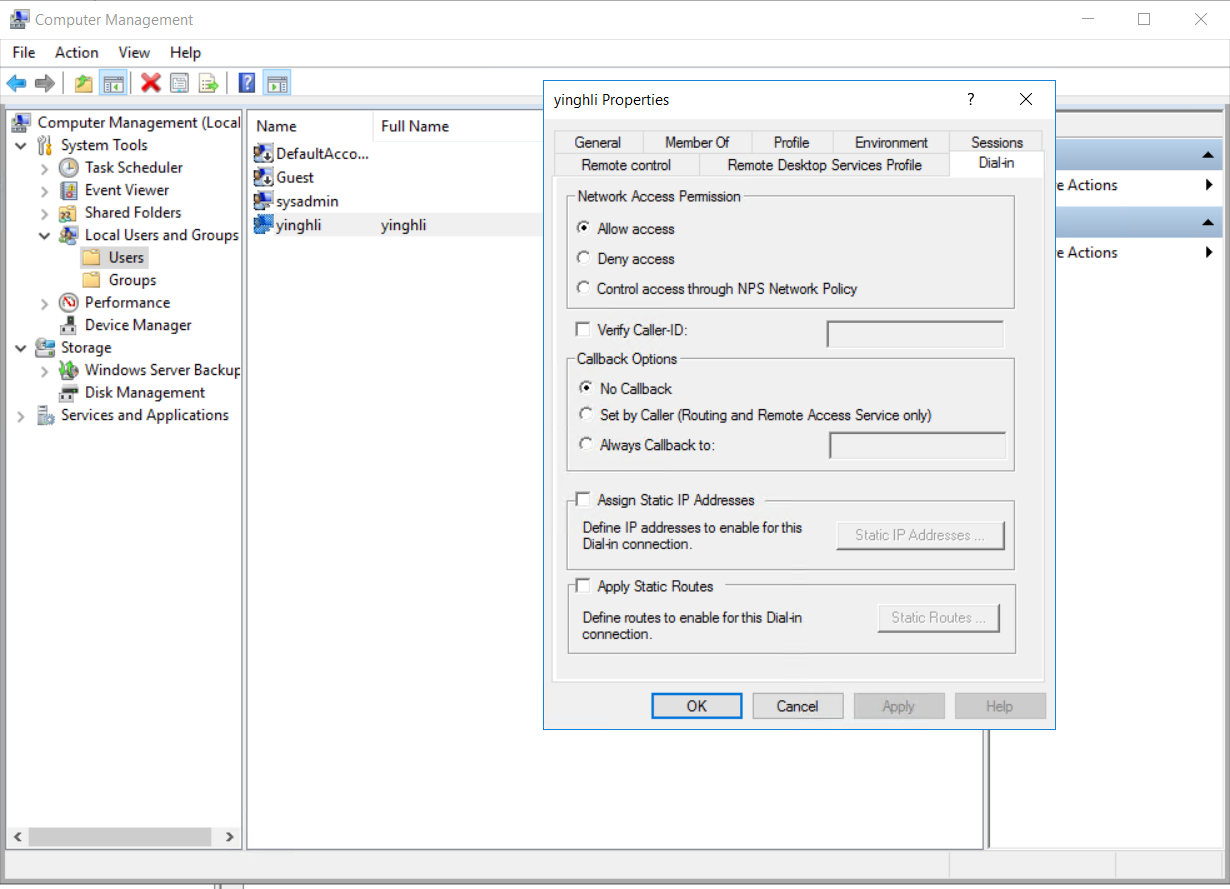 Computer Management
File Action View Help
Computer Management (Local
System Tools
Task Scheduler
Event Viewer
Shared Folders
Local Users and Groups
Users
Groups
Performance
Device Manager
Storage
Windows Server Backup
Disk Management
Services and Applications
Name Full Name
DefaultAcco...
Guest
sysadmin
yinghli yinghli
yinghli Properties
?
General Member Of Profile Environment Sessions
Remote control Remote Desktop Services Profile Dial-in
Network Access Permission
Allow access
Deny access
Control access through NPS Network Policy
Verify Caller-ID:
Callback Options
No Callback
Set by Caller (Routing and Remote Access Service only)
Always Callback to:
Assign Static IP Addresses
Define IP addresses to enable for this
Dial-in connection.
Static IP Addresses ...
Apply Static Routes
Define routes to enable for this Dial-in
connection.
Static Routes ...
OK Cancel Apply Help
e Actions
e Actions